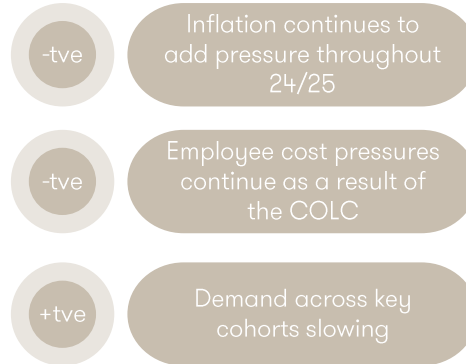 Inflation continues to
-tve add pressure throughout
24/25
Employee cost pressures
-tve continue as a result of
the COLC
Demand across key
+tve cohorts slowing